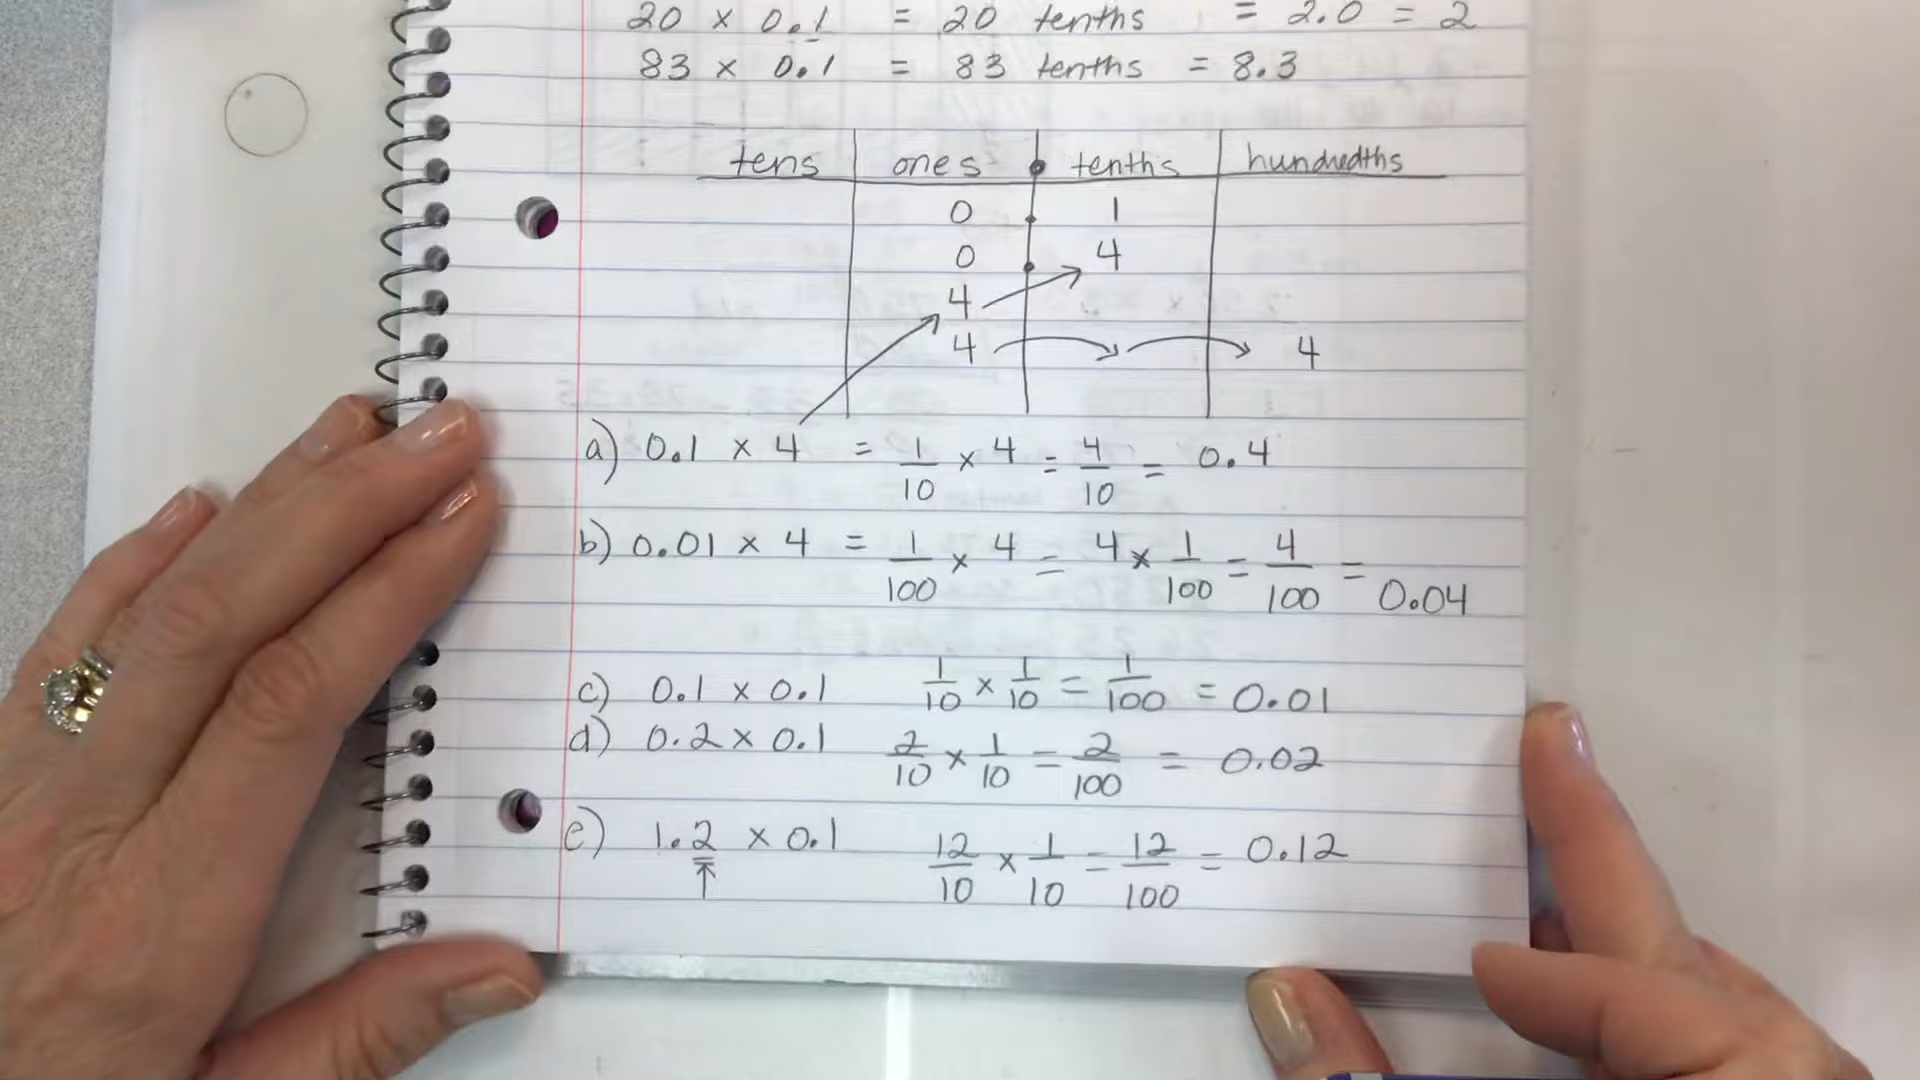 20 x 0.1 = 20 tenths = 2.0 = 2
83 x 0.1 = 83 tenths = 8.3
tens ones . tenths hundredths
0 . 1
0 . 4
4
4 4
a) 0.1 x 4 = 1/10 x 4 = 4/10 = 0.4
b) 0.01 x 4 = 1/100 x 4 = 4 x 1/100 = 4/100 = 0.04
c) 0.1 x 0.1 1/10 x 1/10 = 1/100 = 0.01
d) 0.2 x 0.1 2/10 x 1/10 = 2/100 = 0.02
e) 1.2 x 0.1 12/10 x 1/10 = 12/100 = 0.12